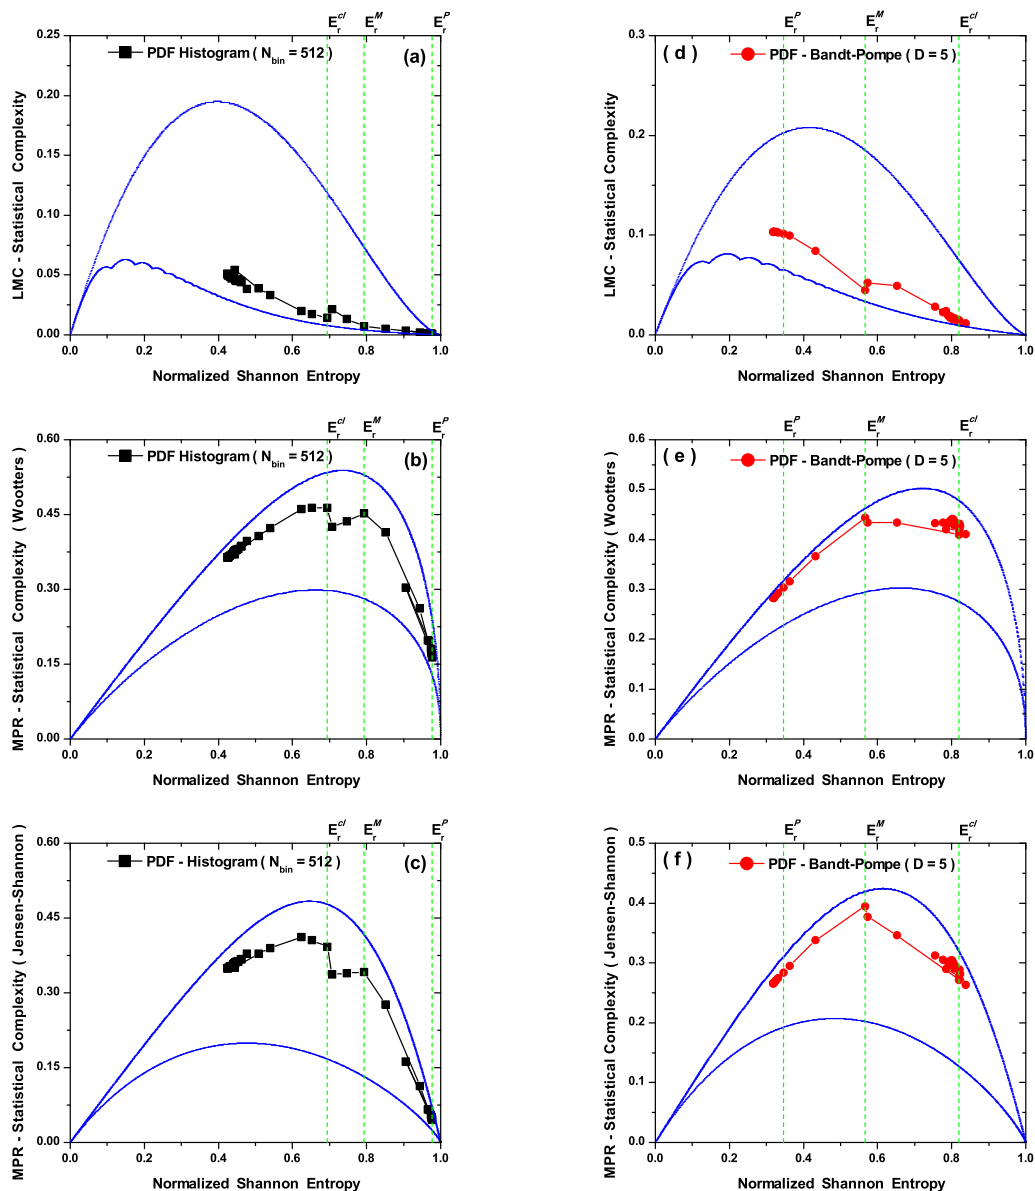 E_r^cl E_r^M E_r^P
0.25
0.20
0.15
0.10
0.05
0.00
LMC - Statistical Complexity
PDF Histogram ( N_bin = 512 )
(a)
0.0 0.2 0.4 0.6 0.8 1.0
Normalized Shannon Entropy
E_r^P E_r^M E_r^cl
0.3
0.2
0.1
0.0
LMC - Statistical Complexity
PDF - Bandt-Pompe ( D = 5 )
( d )
0.0 0.2 0.4 0.6 0.8 1.0
Normalized Shannon Entropy
E_r^cl E_r^M E_r^P
0.60
0.45
0.30
0.15
0.00
MPR - Statistical Complexity ( Wootters )
PDF Histogram ( N_bin = 512 )
(b)
0.0 0.2 0.4 0.6 0.8 1.0
Normalized Shannon Entropy
E_r^P E_r^M E_r^cl
0.6
0.5
0.4
0.3
0.2
0.1
0.0
MPR - Statistical Complexity ( Wootters )
PDF - Bandt-Pompe ( D = 5 )
( e )
0.0 0.2 0.4 0.6 0.8 1.0
Normalized Shannon Entropy
E_r^cl E_r^M E_r^P
0.60
0.45
0.30
0.15
0.00
MPR - Statistical Complexity (Jensen-Shannon)
PDF - Histogram ( N_bin = 512 )
(c)
0.0 0.2 0.4 0.6 0.8 1.0
Normalized Shannon Entropy
E_r^P E_r^M E_r^cl
0.5
0.4
0.3
0.2
0.1
0.0
MPR - Statistical Complexity ( Jensen-Shannon )
PDF - Bandt-Pompe ( D = 5 )
( f )
0.0 0.2 0.4 0.6 0.8 1.0
Normalized Shannon Entropy